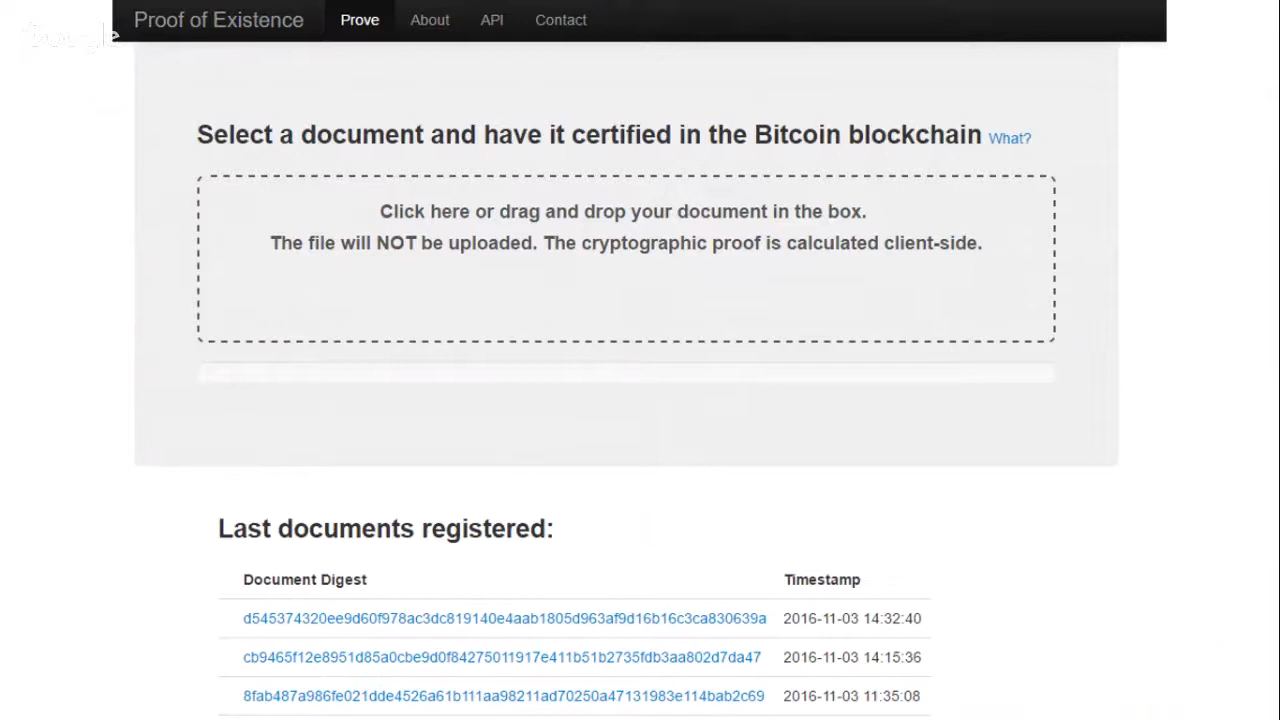 Proof of Existence Prove About API Contact
Google
Select a document and have it certified in the Bitcoin blockchain What?
Click here or drag and drop your document in the box.
The file will NOT be uploaded. The cryptographic proof is calculated client-side.
Last documents registered:
Document Digest Timestamp
d545374320ee9d60f978ac3dc819140e4aab1805d963af9d16b16c3ca830639a 2016-11-03 14:32:40
cb9465f12e8951d85a0cbe9d0f84275011917e411b51b2735fdb3aa802d7da47 2016-11-03 14:15:36
8fab487a986fe021dde4526a61b111aa98211ad70250a47131983e114bab2c69 2016-11-03 11:35:08